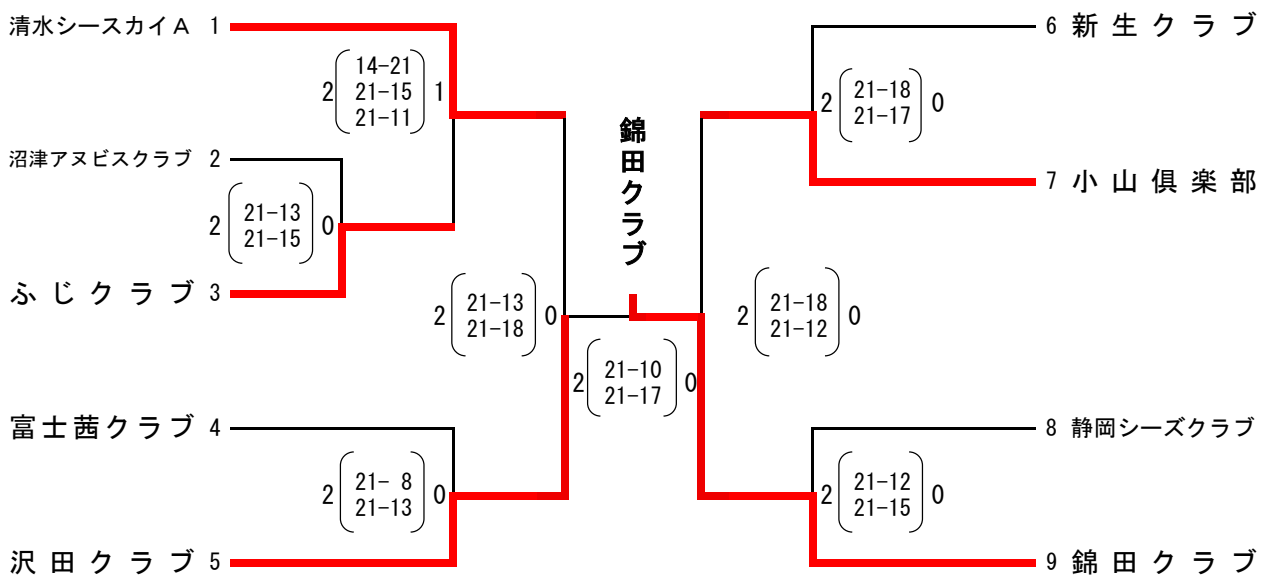 清水シースカイA 1
2 14-21 1
21-15
21-11
沼津アヌビスクラブ 2
2 21-13 0
21-15
ふじクラブ 3
2 21-13 0
21-18
富士茜クラブ 4
2 21- 8 0
21-13
沢田クラブ 5
錦田クラブ
2 21-10 0
21-17
6 新生クラブ
2 21-18 0
21-17
7 小山倶楽部
2 21-18 0
21-12
8 静岡シーズクラブ
2 21-12 0
21-15
9 錦田クラブ